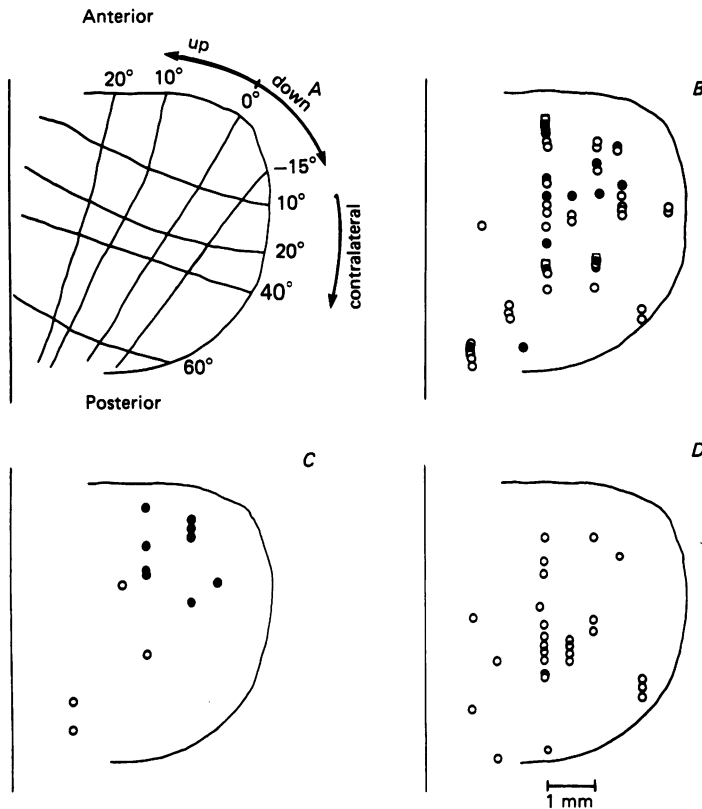 Anterior
up
down
A
20°
10°
0°
−15°
10°
20°
40°
60°
contralateral
Posterior
B
C
D
1 mm